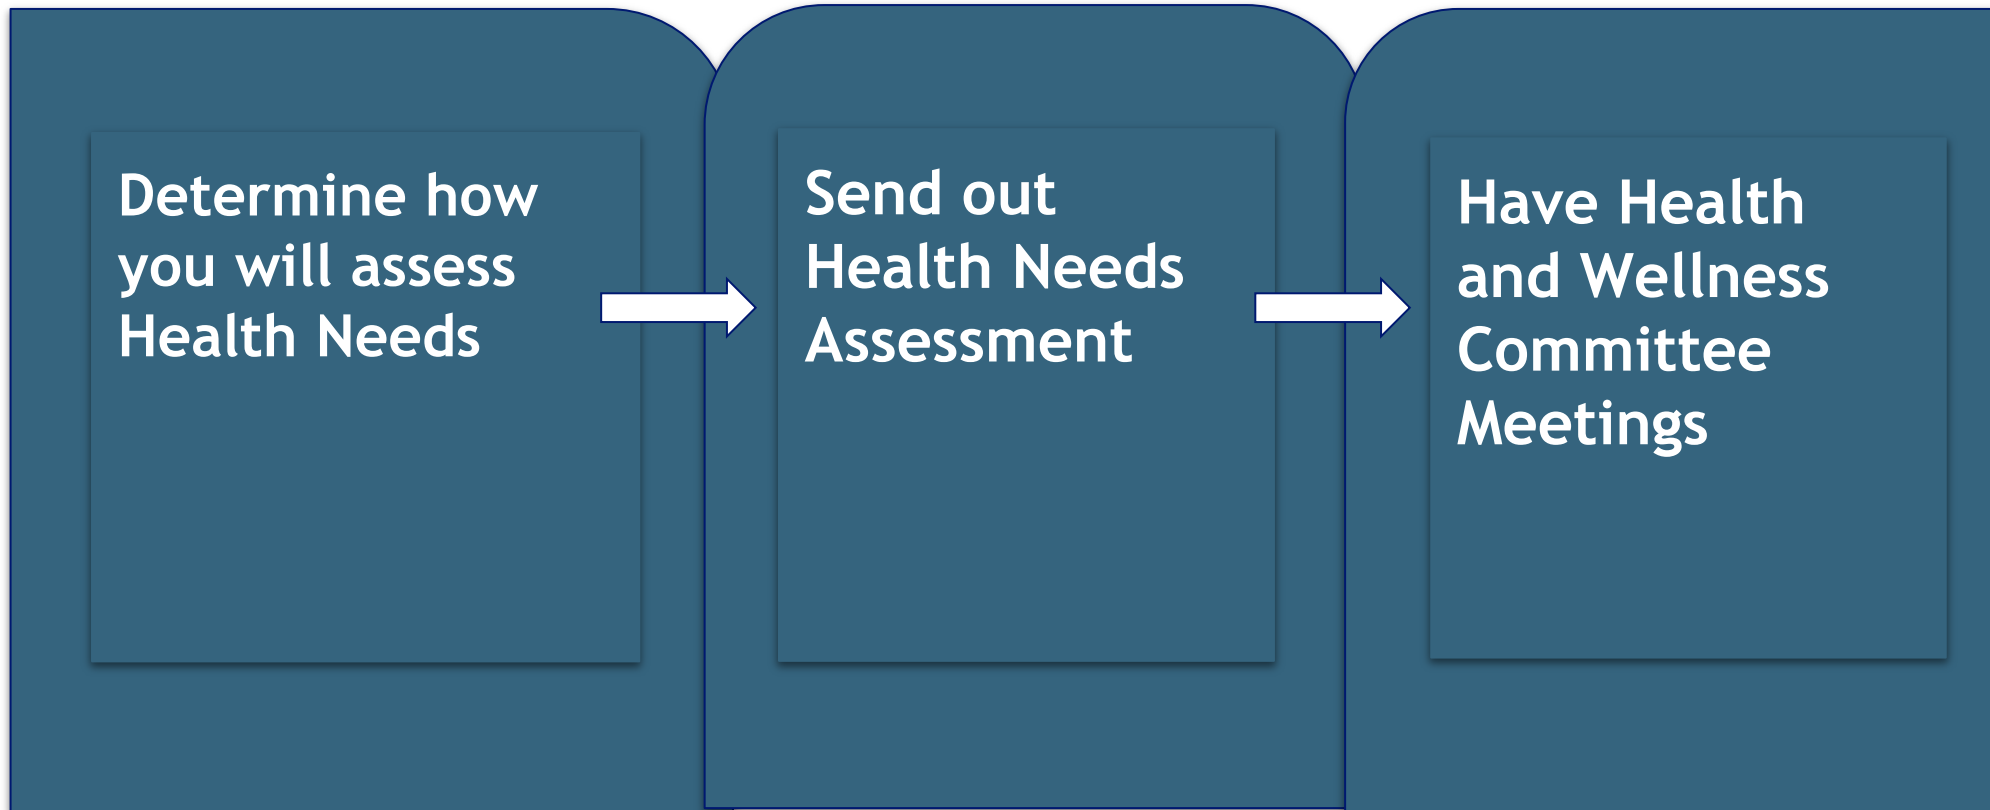 Determine how
you will assess
Health Needs
Send out
Health Needs
Assessment
Have Health
and Wellness
Committee
Meetings